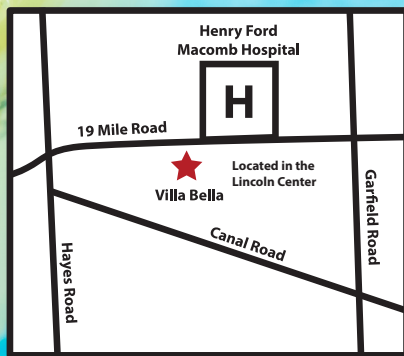 Henry Ford
Macomb Hospital
H
19 Mile Road
Located in the
Lincoln Center
Villa Bella
Garfield Road
Canal Road
Hayes Road